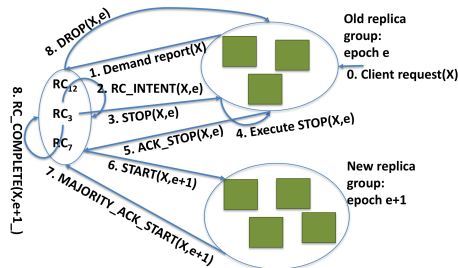 8. DROP(X,e)
Old replica
group:
epoch e
0. Client request(X)
1. Demand report(X)
RC12
2. RC_INTENT(X,e)
RC3
3. STOP(X,e)
4. Execute STOP(X,e)
RC7
5. ACK_STOP(X,e)
6. START(X,e+1)
7. MAJORITY_ACK_START(X,e+1)
8. RC_COMPLETE(X,e+1_)
New replica
group:
epoch e+1